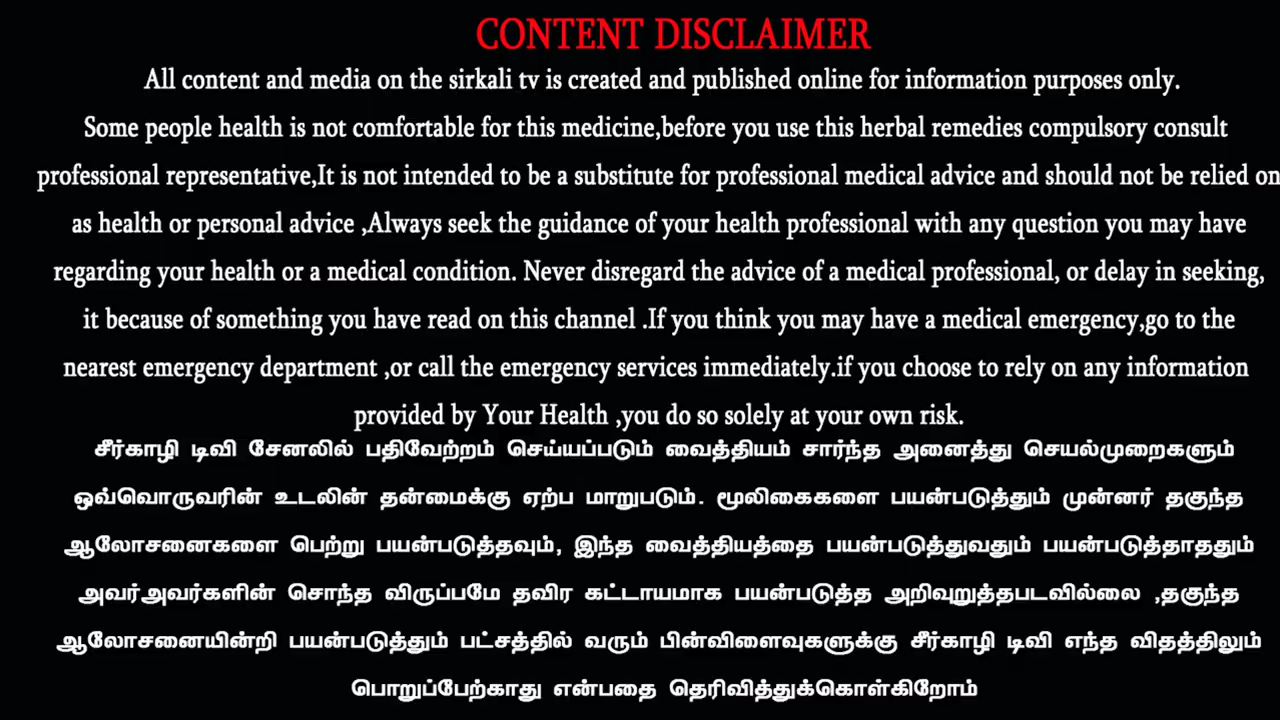 CONTENT DISCLAIMER
All content and media on the sirkali tv is created and published online for information purposes only.
Some people health is not comfortable for this medicine,before you use this herbal remedies compulsory consult
professional representative,It is not intended to be a substitute for professional medical advice and should not be relied on
as health or personal advice ,Always seek the guidance of your health professional with any question you may have
regarding your health or a medical condition. Never disregard the advice of a medical professional, or delay in seeking,
it because of something you have read on this channel .If you think you may have a medical emergency,go to the
nearest emergency department ,or call the emergency services immediately.if you choose to rely on any information
provided by Your Health ,you do so solely at your own risk.
சீர்காழி டிவி சேனலில் பதிவேற்றம் செய்யப்படும் வைத்தியம் சார்ந்த அனைத்து செயல்முறைகளும்
ஒவ்வொருவரின் உடலின் தன்மைக்கு ஏற்ப மாறுபடும். மூலிகைகளை பயன்படுத்தும் முன்னர் தகுந்த
ஆலோசனைகளை பெற்று பயன்படுத்தவும், இந்த வைத்தியத்தை பயன்படுத்துவதும் பயன்படுத்தாததும்
அவர்அவர்களின் சொந்த விருப்பமே தவிர கட்டாயமாக பயன்படுத்த அறிவுறுத்தபடவில்லை ,தகுந்த
ஆலோசனையின்றி பயன்படுத்தும் பட்சத்தில் வரும் பின்விளைவுகளுக்கு சீர்காழி டிவி எந்த விதத்திலும்
பொறுப்பேற்காது என்பதை தெரிவித்துக்கொள்கிறோம்